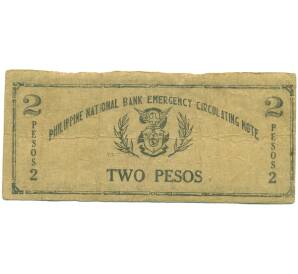 PHILIPPINE NATIONAL BANK EMERGENCY CIRCULATING NOTE
2 2
PESOS PESOS
2 2
TWO PESOS